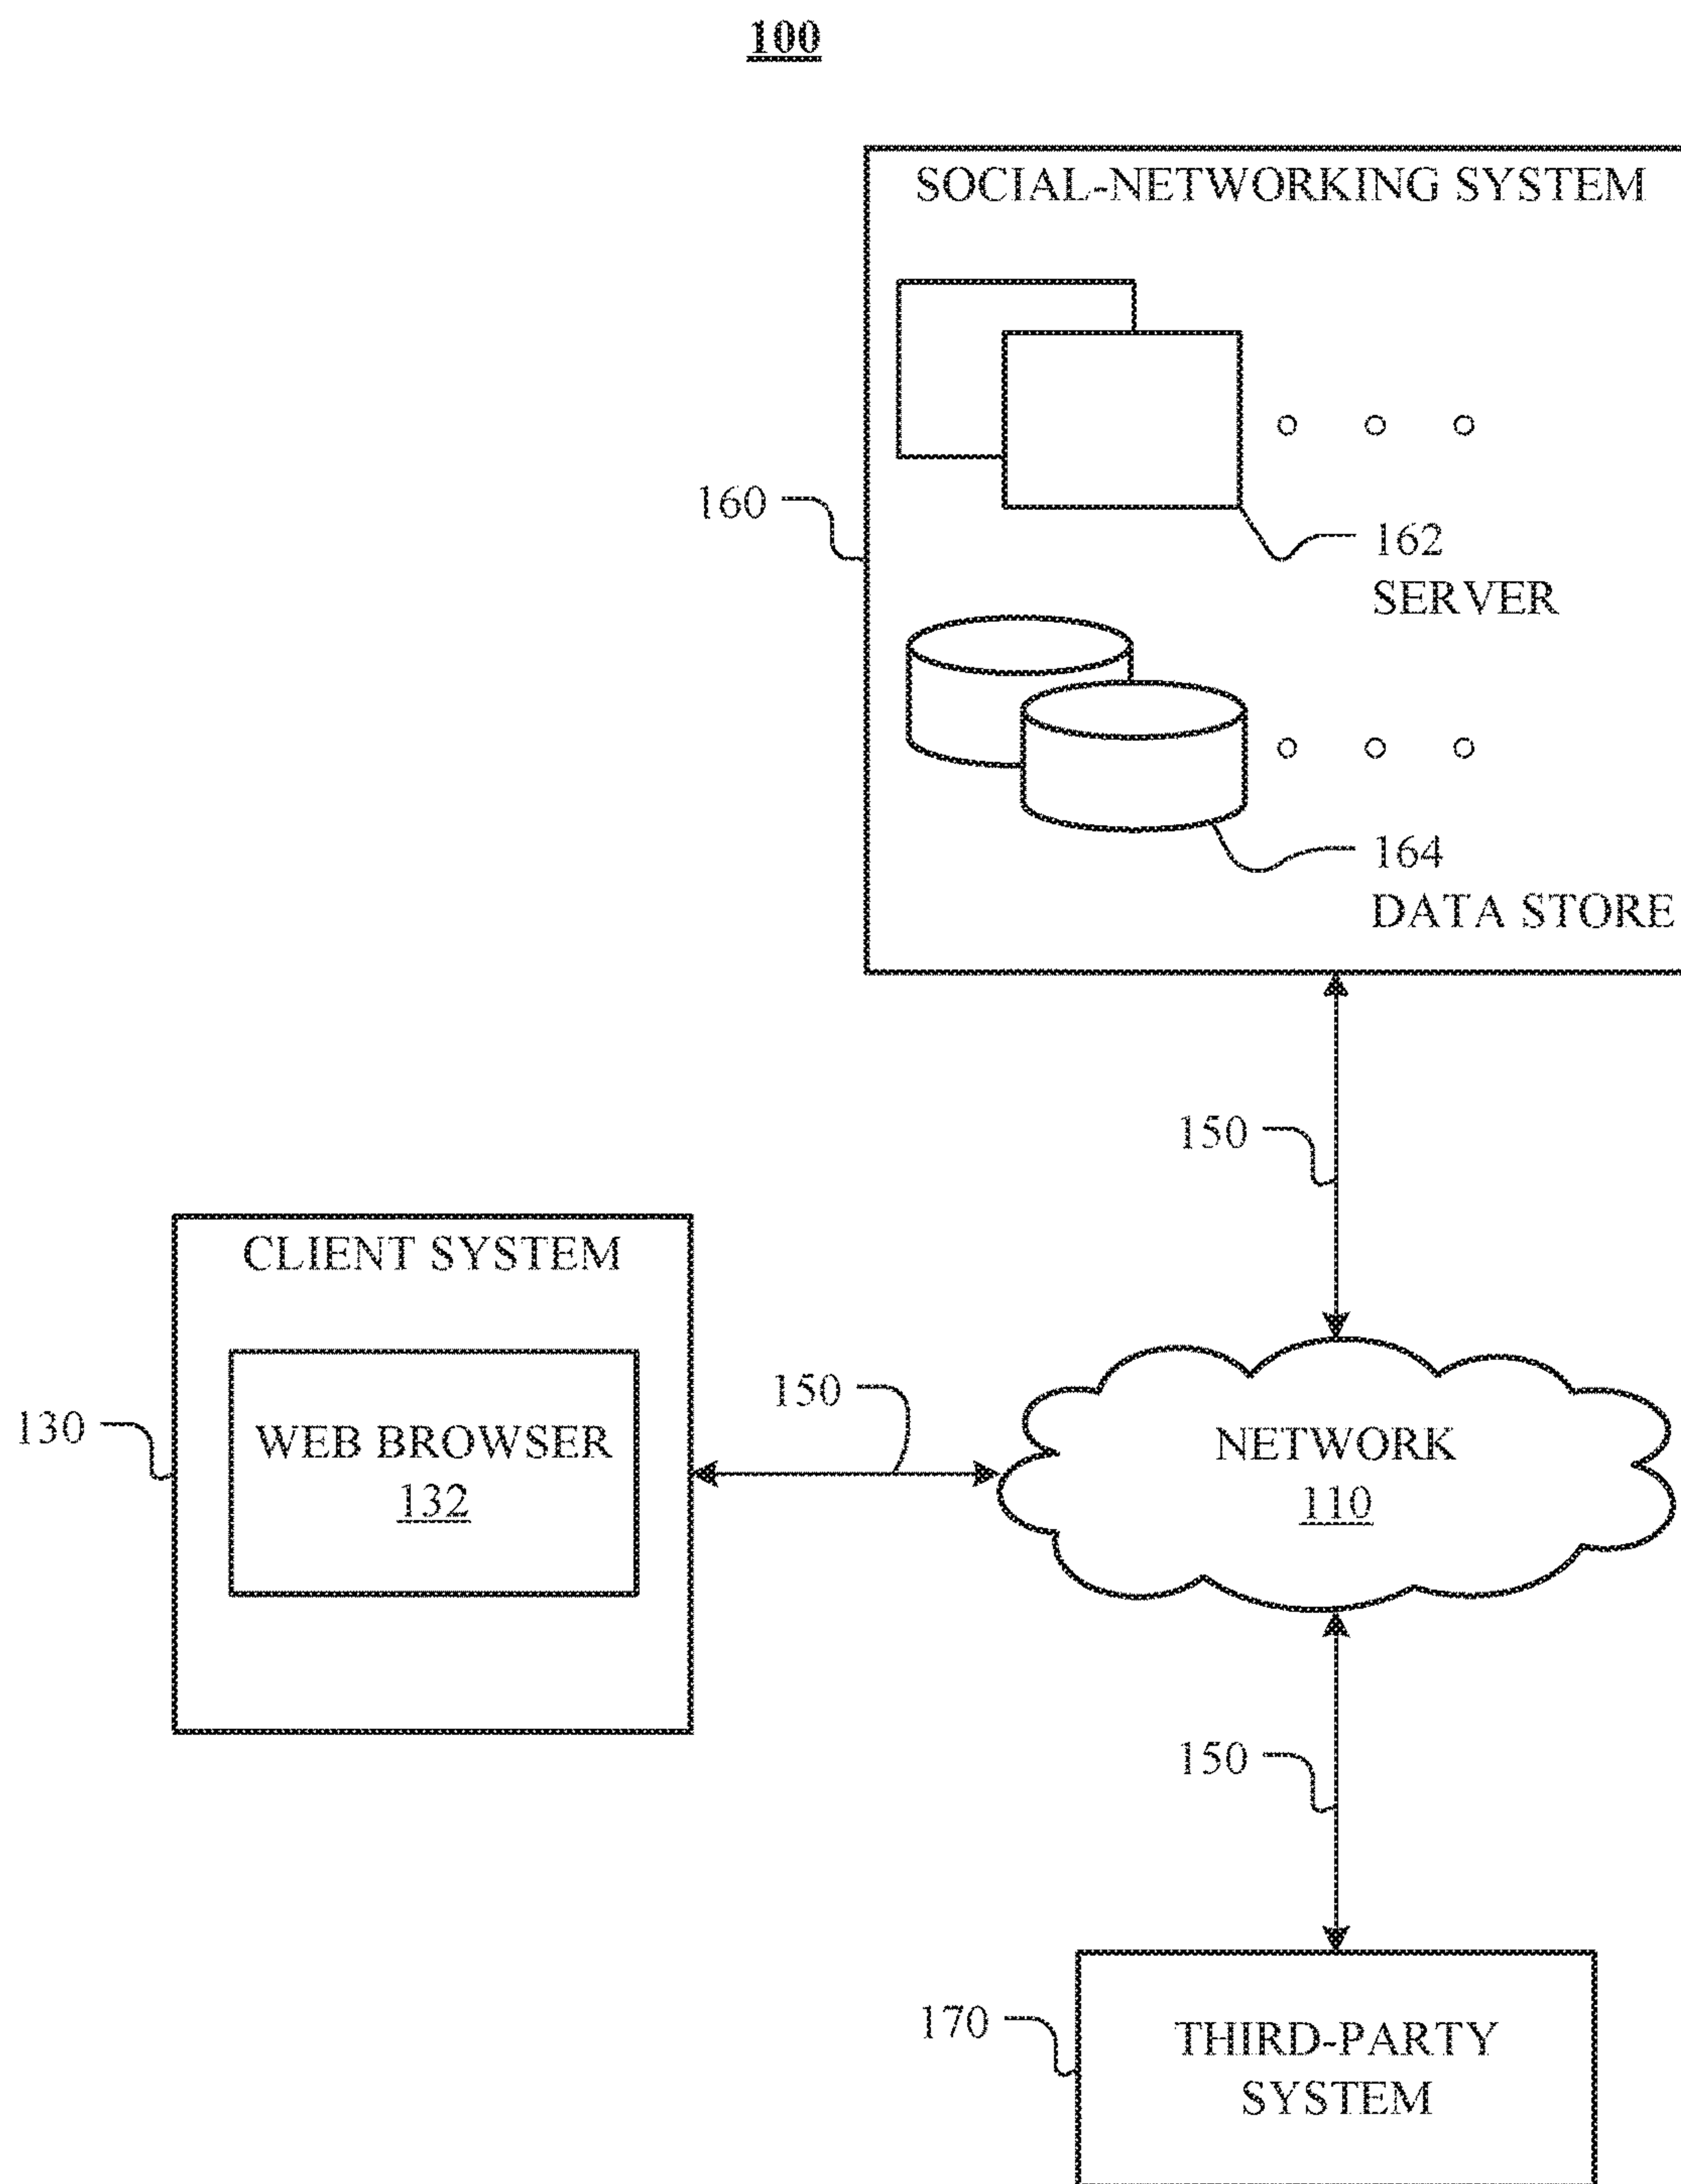 100
SOCIAL-NETWORKING SYSTEM
160
162
SERVER
164
DATA STORE
150
CLIENT SYSTEM
130
WEB BROWSER
132
150
NETWORK
110
150
170
THIRD-PARTY
SYSTEM